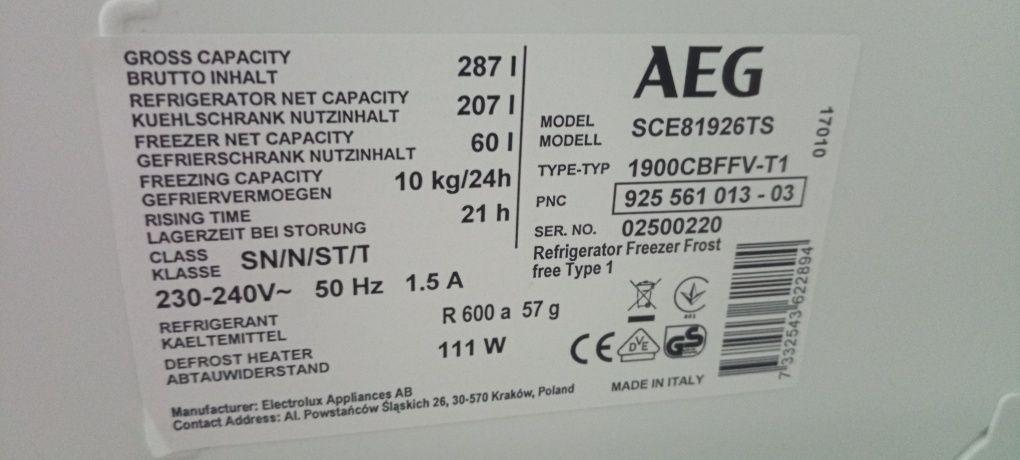 GROSS CAPACITY
BRUTTO INHALT
287 l
REFRIGERATOR NET CAPACITY
KUEHLSCHRANK NUTZINHALT
207 l
FREEZER NET CAPACITY
GEFRIERSCHRANK NUTZINHALT
60 l
FREEZING CAPACITY
GEFRIERVERMOEGEN
10 kg/24h
RISING TIME
LAGERZEIT BEI STORUNG
21 h
CLASS
KLASSE
SN/N/ST/T
230-240V~ 50 Hz 1.5 A
REFRIGERANT
KAELTEMITTEL
R 600 a 57 g
DEFROST HEATER
ABTAUWIDERSTAND
111 W
Manufacturer: Electrolux Appliances AB
Contact Address: Al. Powstańców Śląskich 26, 30-570 Kraków, Poland
AEG
MODEL
MODELL
SCE81926TS
TYPE-TYP 1900CBFFV-T1
PNC 925 561 013 - 03
SER. NO. 02500220
Refrigerator Freezer Frost
free Type 1
17010
CE
DVE
GS
7 332543 622894
MADE IN ITALY